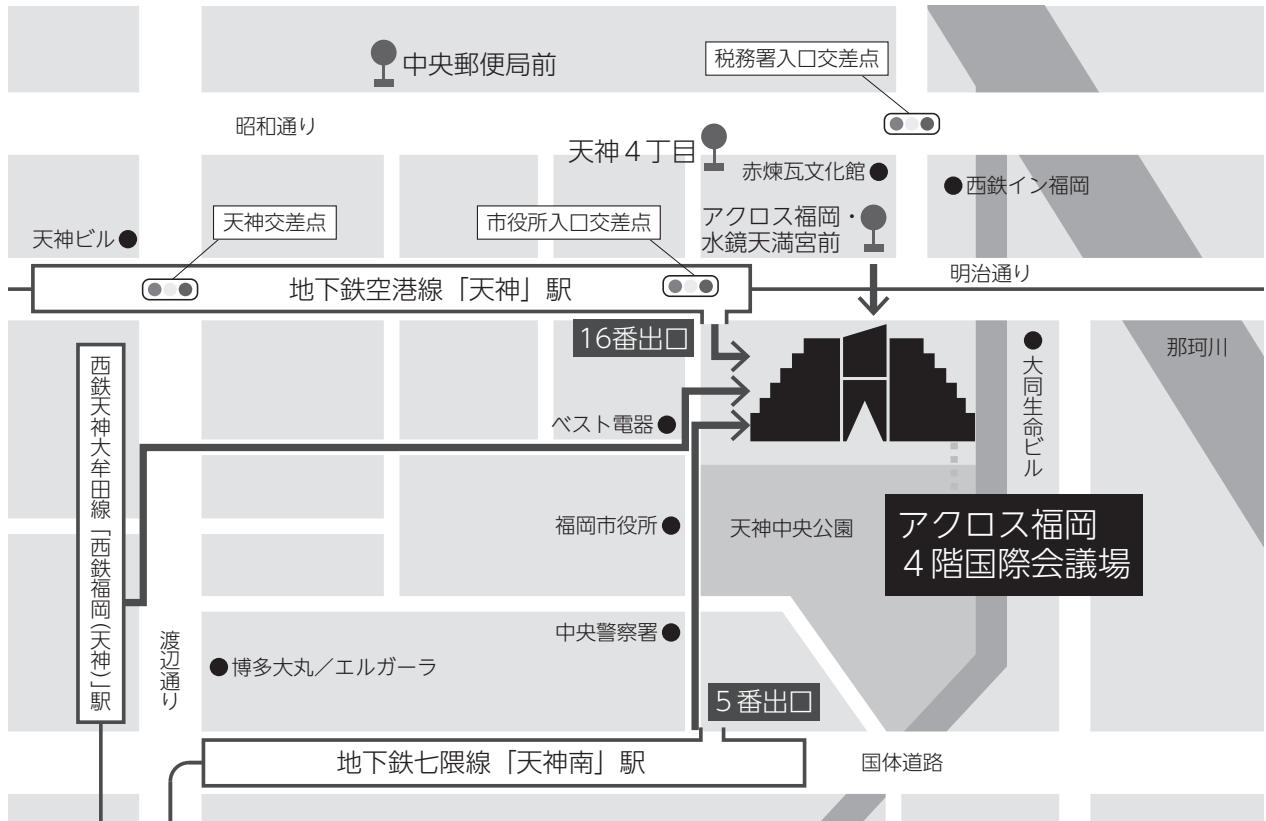 中央郵便局前
税務署入口交差点
昭和通り
天神４丁目
赤煉瓦文化館
西鉄イン福岡
天神ビル
天神交差点
市役所入口交差点
アクロス福岡・
水鏡天満宮前
明治通り
地下鉄空港線「天神」駅
16番出口
那珂川
大同生命ビル
西鉄天神大牟田線「西鉄福岡(天神)」駅
ベスト電器
福岡市役所
天神中央公園
アクロス福岡
４階国際会議場
渡辺通り
中央警察署
博多大丸／エルガーラ
５番出口
地下鉄七隈線「天神南」駅
国体道路